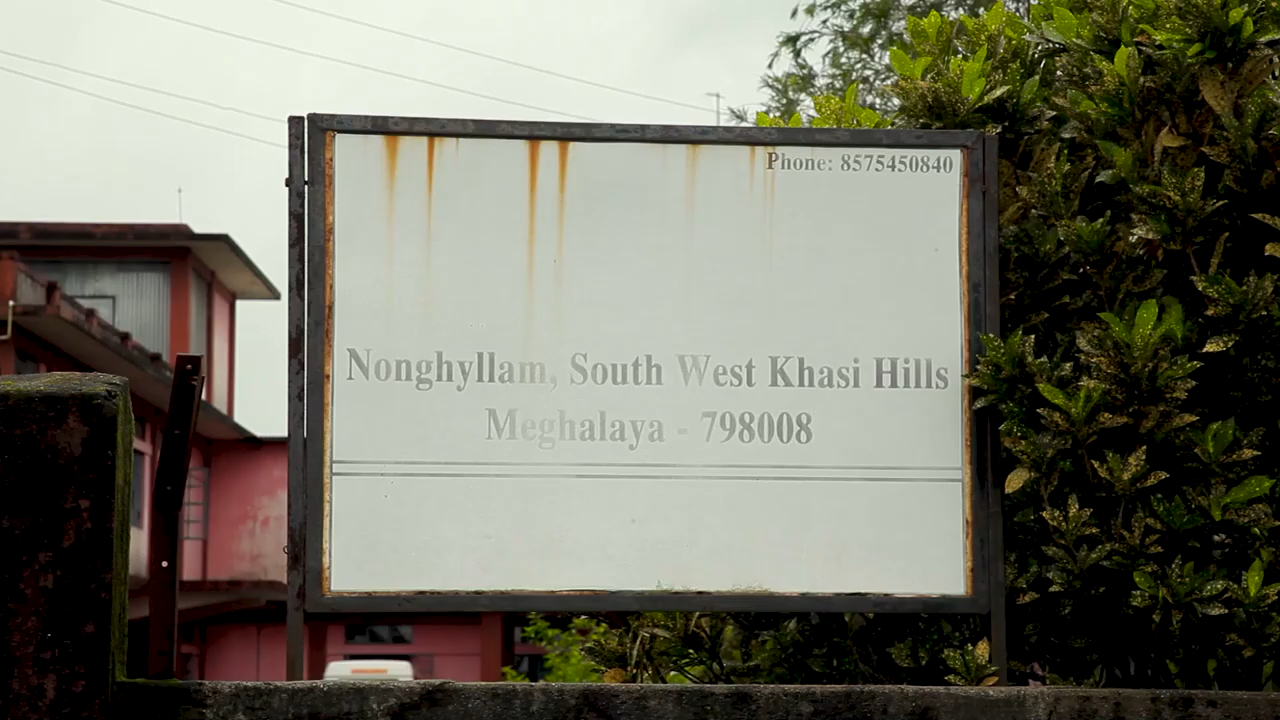 Phone: 8575450840
Nonghyllam, South West Khasi Hills
Meghalaya - 798008